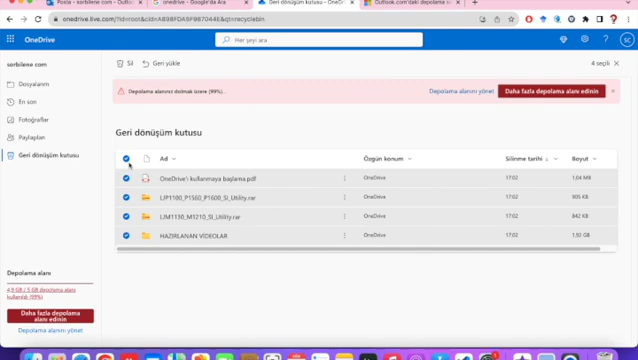 Posta - sorbilene.com - Outlook
onedrive - Google'da Ara
Geri dönüşüm kutusu - OneDriv
Outlook.com'daki depolama sı
onedrive.live.com/?id=root&cid=A898FDA5F987044E&qt=recyclebin
OneDrive
Her şeyi ara
SC
sorbilene com
Sil
Geri yükle
4 seçili
Dosyalarım
En son
Fotoğraflar
Paylaşılan
Geri dönüşüm kutusu
Depolama alanınız dolmak üzere (99%)...
Depolama alanını yönet
Daha fazla depolama alanı edinin
Geri dönüşüm kutusu
Ad
Özgün konum
Silinme tarihi
Boyut
OneDrive'ı kullanmaya başlama.pdf
OneDrive
17:02
1,04 MB
LJP1100_P1560_P1600_SI_Utility.rar
OneDrive
17:02
905 KB
LJM1130_M1210_SI_Utility.rar
OneDrive
17:02
842 KB
HAZIRLANAN VİDEOLAR
OneDrive
17:02
1,92 GB
Depolama alanı
4,9 GB / 5 GB depolama alanı
kullanıldı (99%)
Daha fazla depolama
alanı edinin
Depolama alanını yönet